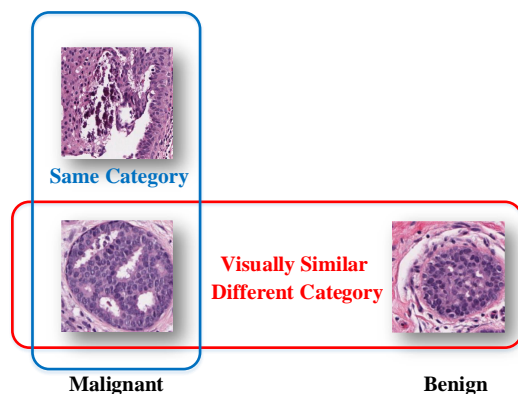 Same Category
Visually Similar
Different Category
Malignant
Benign